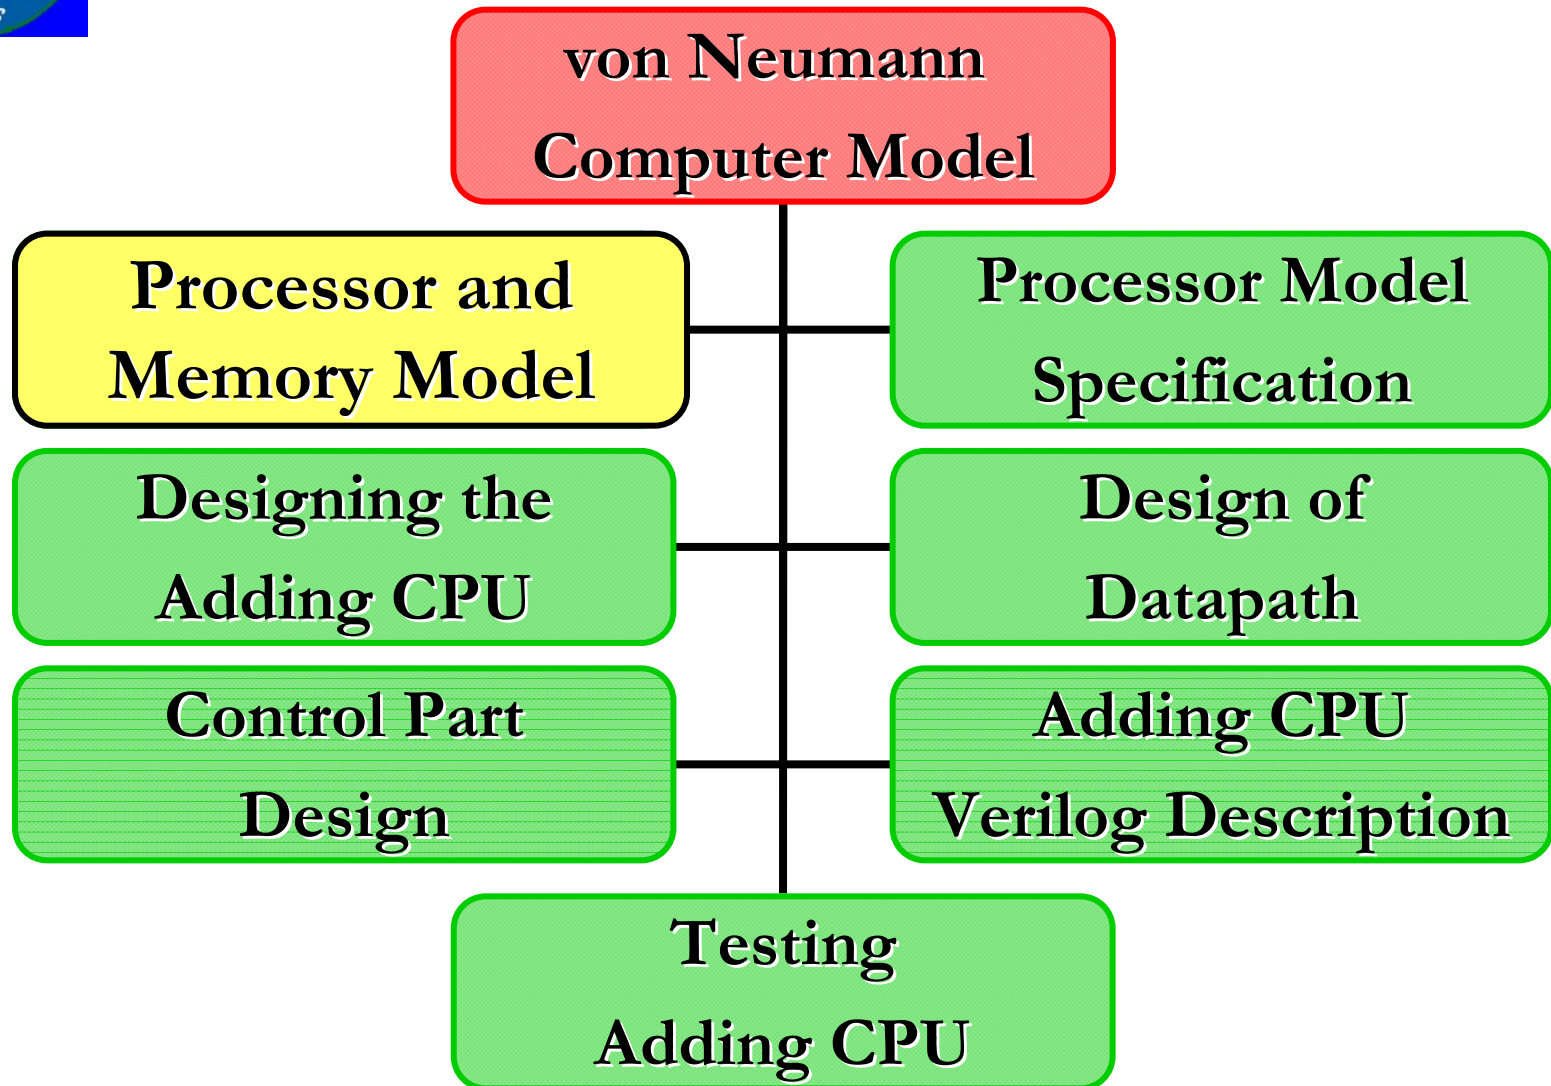 von Neumann
Computer Model
Processor and
Memory Model
Processor Model
Specification
Designing the
Adding CPU
Design of
Datapath
Control Part
Design
Adding CPU
Verilog Description
Testing
Adding CPU